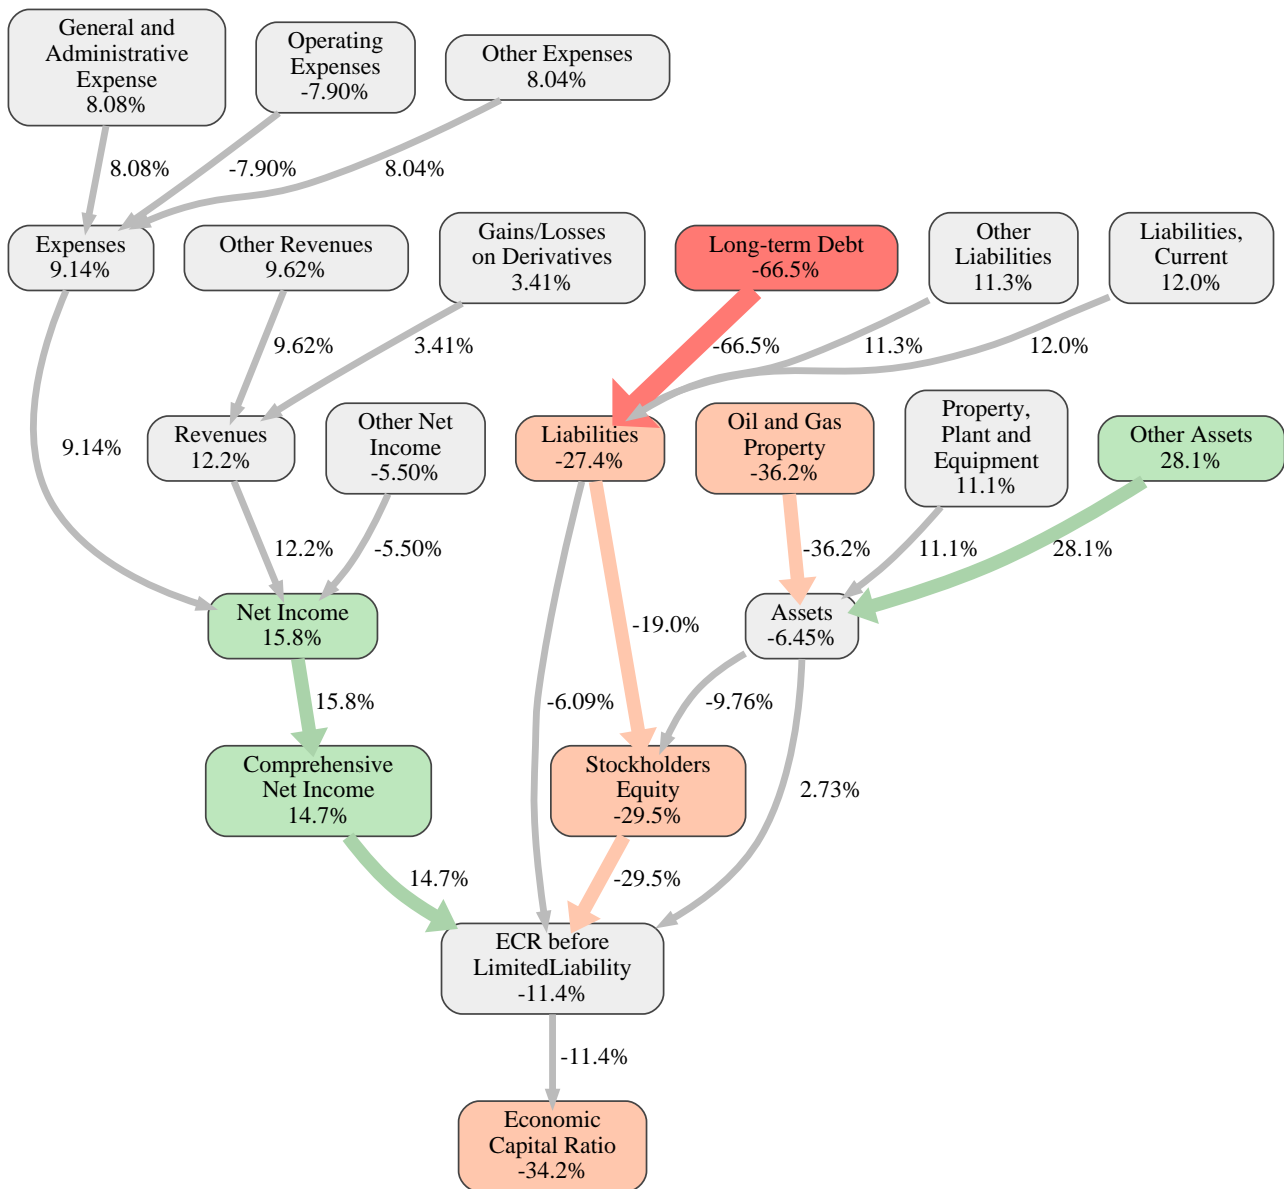 General and
Administrative
Expense
8.08%
Operating
Expenses
-7.90%
Other Expenses
8.04%
8.08%
-7.90%
8.04%
Expenses
9.14%
Other Revenues
9.62%
Gains/Losses
on Derivatives
3.41%
Long-term Debt
-66.5%
Other
Liabilities
11.3%
Liabilities,
Current
12.0%
9.62%
3.41%
-66.5%
11.3%
12.0%
9.14%
Revenues
12.2%
Other Net
Income
-5.50%
Liabilities
-27.4%
Oil and Gas
Property
-36.2%
Property,
Plant and
Equipment
11.1%
Other Assets
28.1%
12.2%
-5.50%
-36.2%
11.1%
28.1%
Net Income
15.8%
-19.0%
Assets
-6.45%
15.8%
-6.09%
-9.76%
Comprehensive
Net Income
14.7%
Stockholders
Equity
-29.5%
2.73%
14.7%
-29.5%
ECR before
LimitedLiability
-11.4%
-11.4%
Economic
Capital Ratio
-34.2%